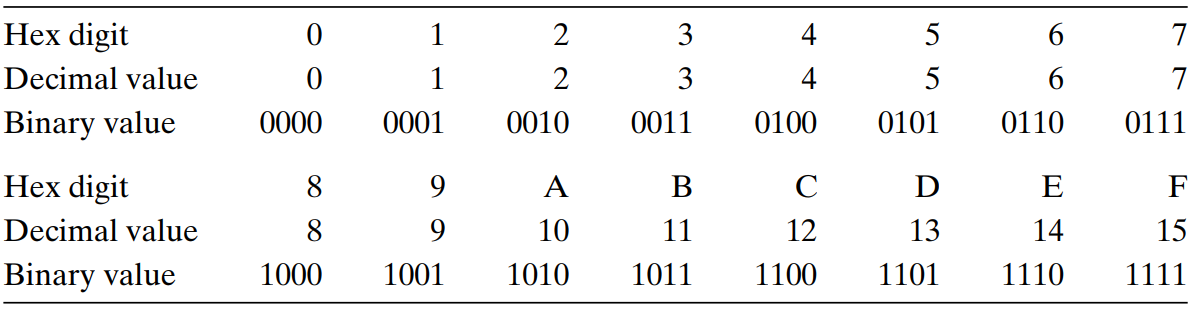 Hex digit 0 1 2 3 4 5 6 7
Decimal value 0 1 2 3 4 5 6 7
Binary value 0000 0001 0010 0011 0100 0101 0110 0111
Hex digit 8 9 A B C D E F
Decimal value 8 9 10 11 12 13 14 15
Binary value 1000 1001 1010 1011 1100 1101 1110 1111